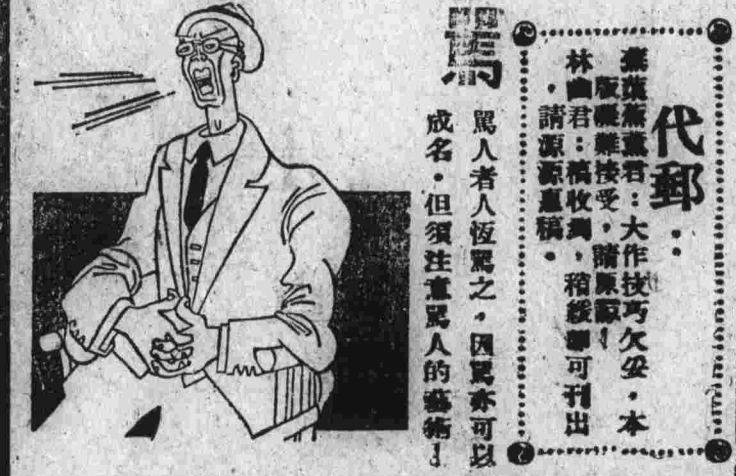 代郵：
君：大作技巧欠妥，本
版礙難接受，請原諒！
林幽君：稿收到，稍緩即可刊出
，請源源惠稿。
罵
罵人者人恆罵之，因罵亦可以
成名。但須注意罵人的藝術！